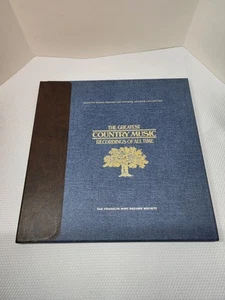 THE GREATEST
COUNTRY MUSIC
RECORDINGS OF ALL TIME
THE FRANKLIN MINT RECORD SOCIETY